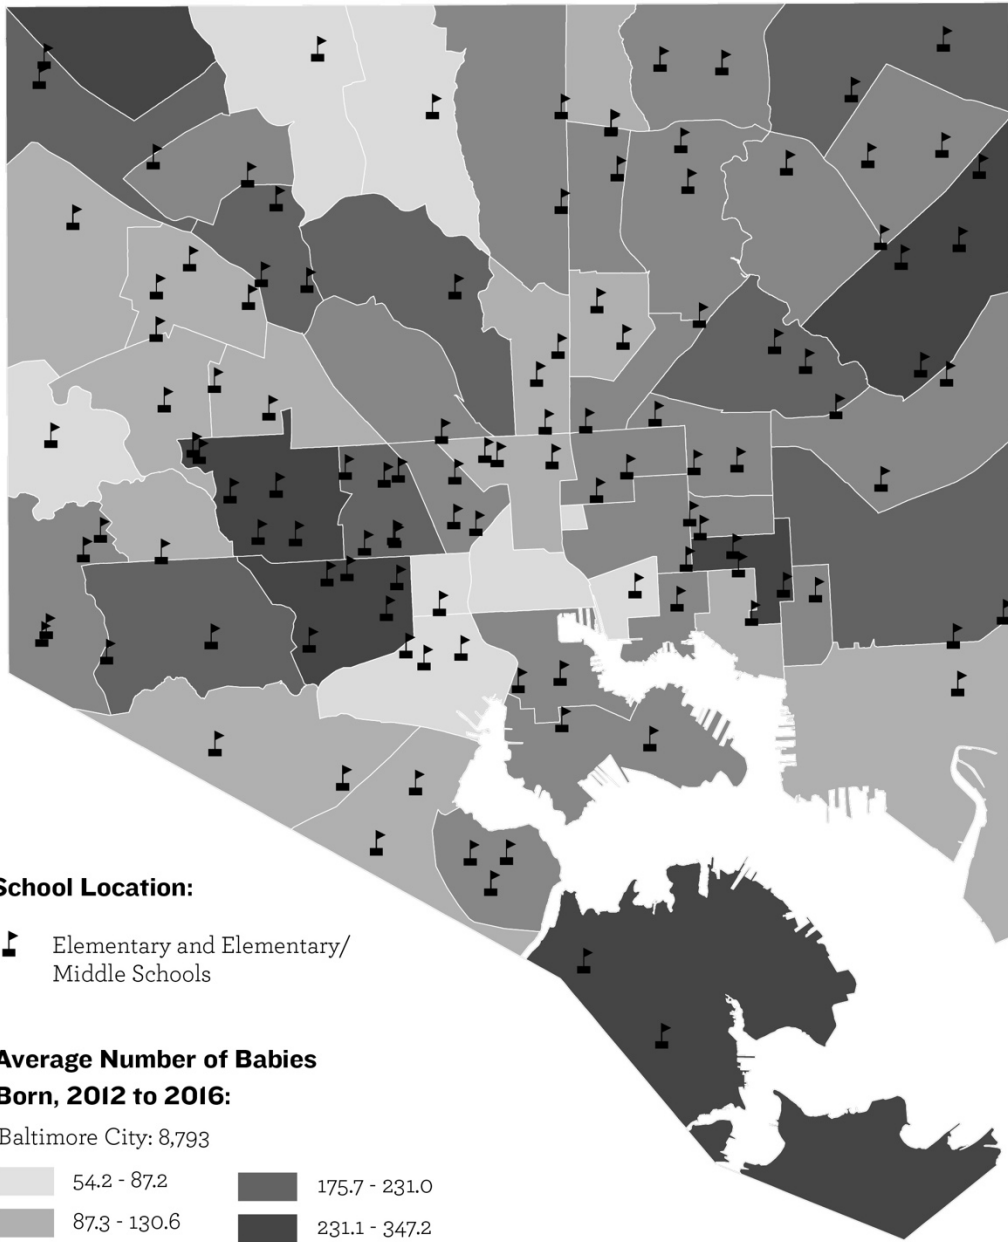 School Location:
Elementary and Elementary/
Middle Schools
Average Number of Babies
Born, 2012 to 2016:
Baltimore City: 8,793
54.2 - 87.2
175.7 - 231.0
87.3 - 130.6
231.1 - 347.2